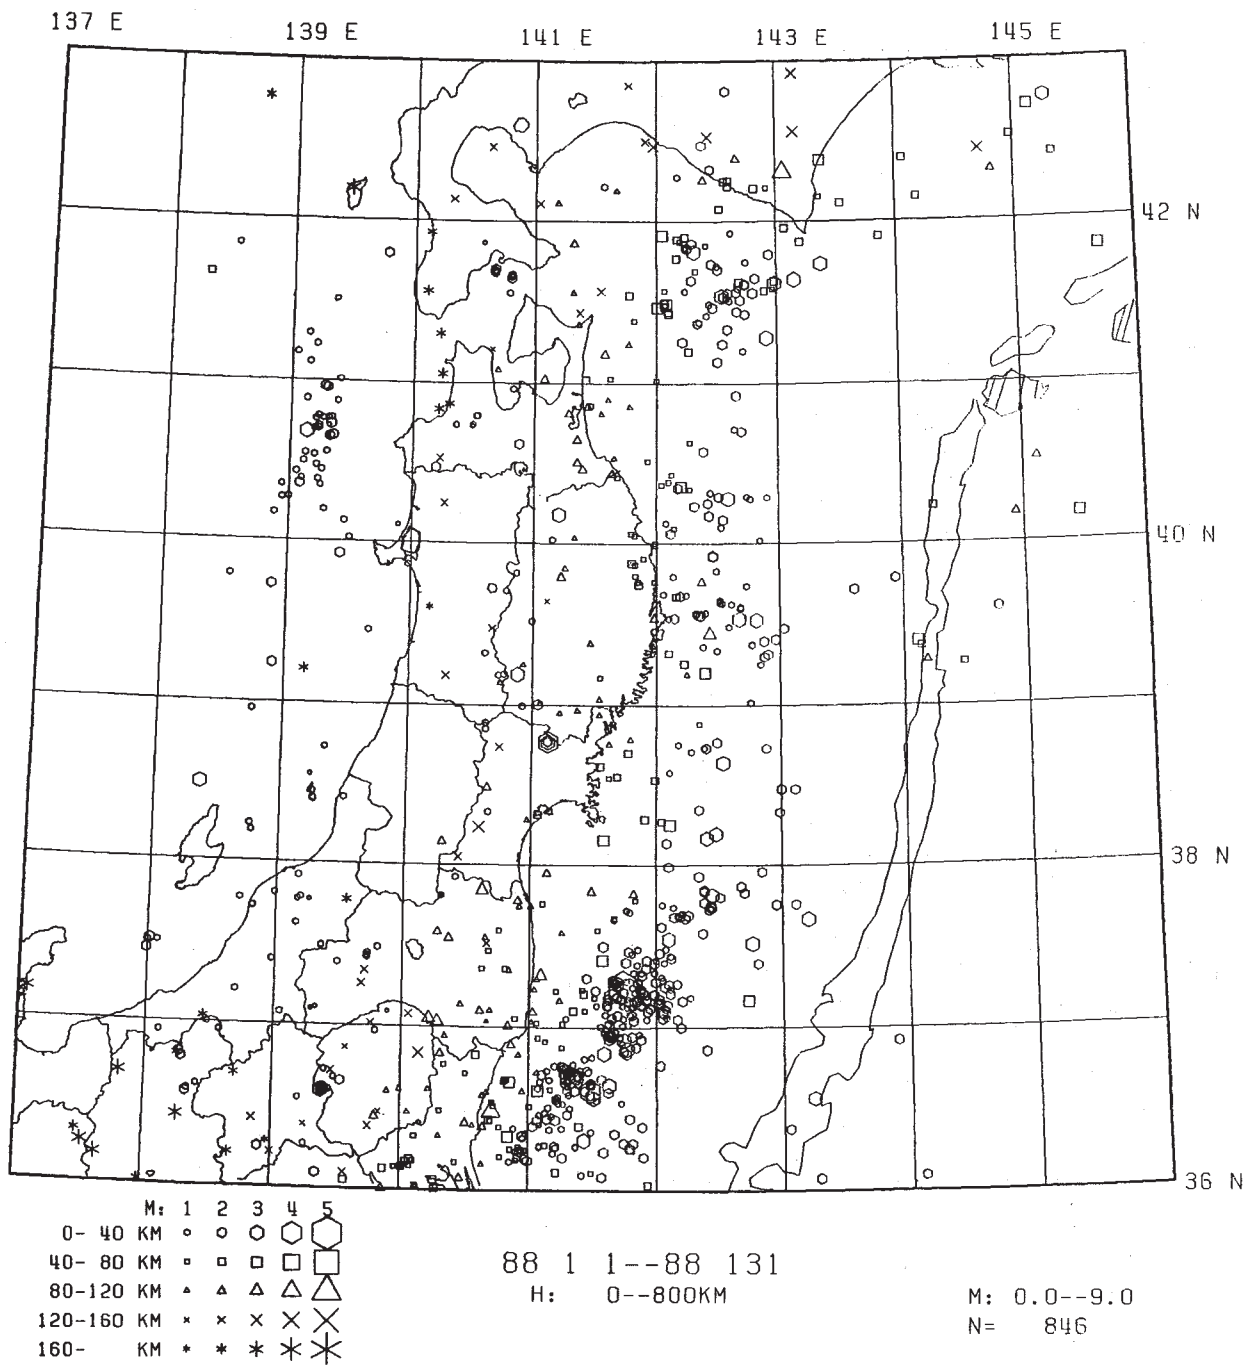 137 E 139 E 141 E 143 E 145 E
42 N
40 N
38 N
36 N
M: 1 2 3 4 5
0- 40 KM
40- 80 KM
80-120 KM
120-160 KM
160- KM
88 1 1--88 131
H: 0--800KM
M: 0.0--9.0
N= 846